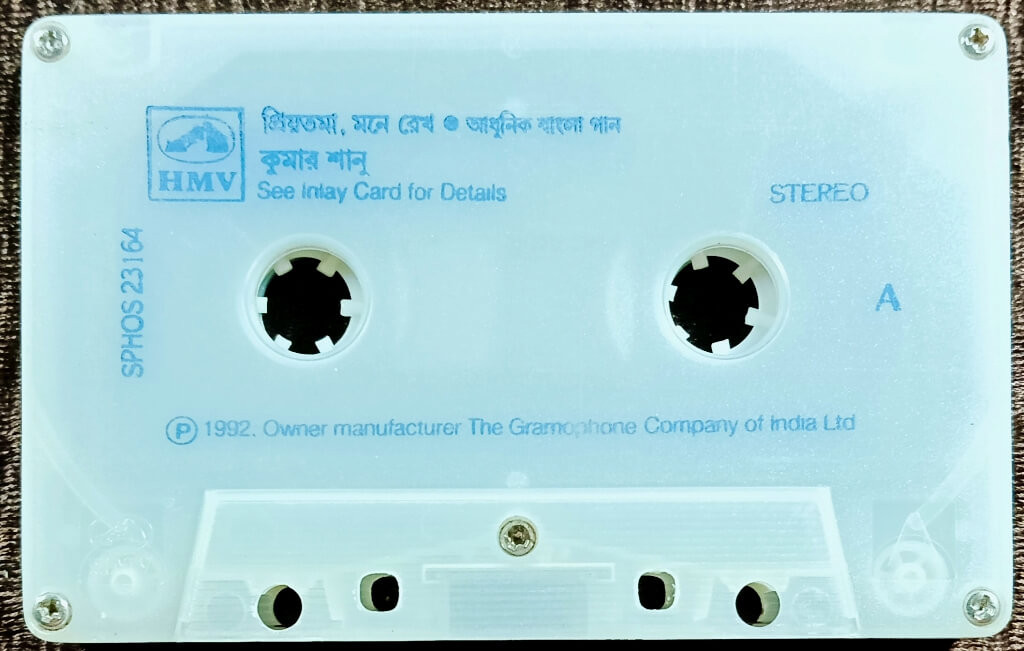 প্রিয়তমা, মনে রেখ ● আধুনিক বাংলা গান
কুমার শানু
HMV
See Inlay Card for Details
STEREO
SPHOS 23164
A
℗ 1992. Owner manufacturer The Gramophone Company of India Ltd